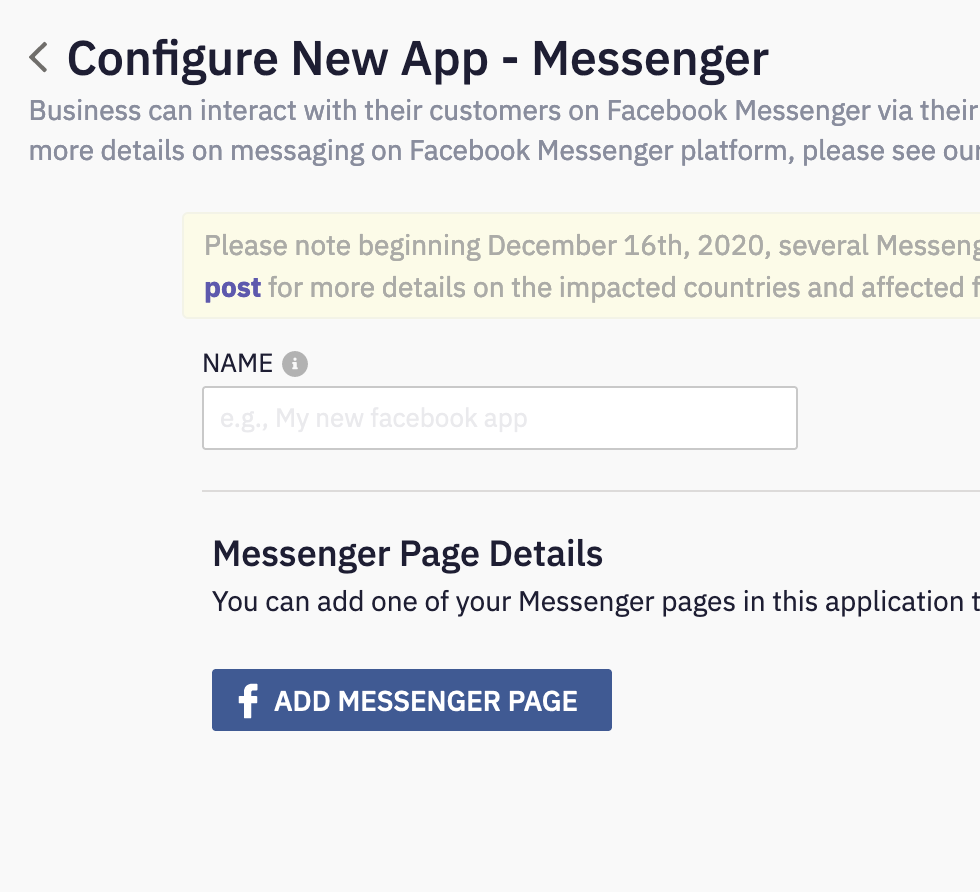 Configure New App - Messenger
Business can interact with their customers on Facebook Messenger via their
more details on messaging on Facebook Messenger platform, please see our
Please note beginning December 16th, 2020, several Messeng
post for more details on the impacted countries and affected f
NAME
e.g., My new facebook app
Messenger Page Details
You can add one of your Messenger pages in this application t
ADD MESSENGER PAGE